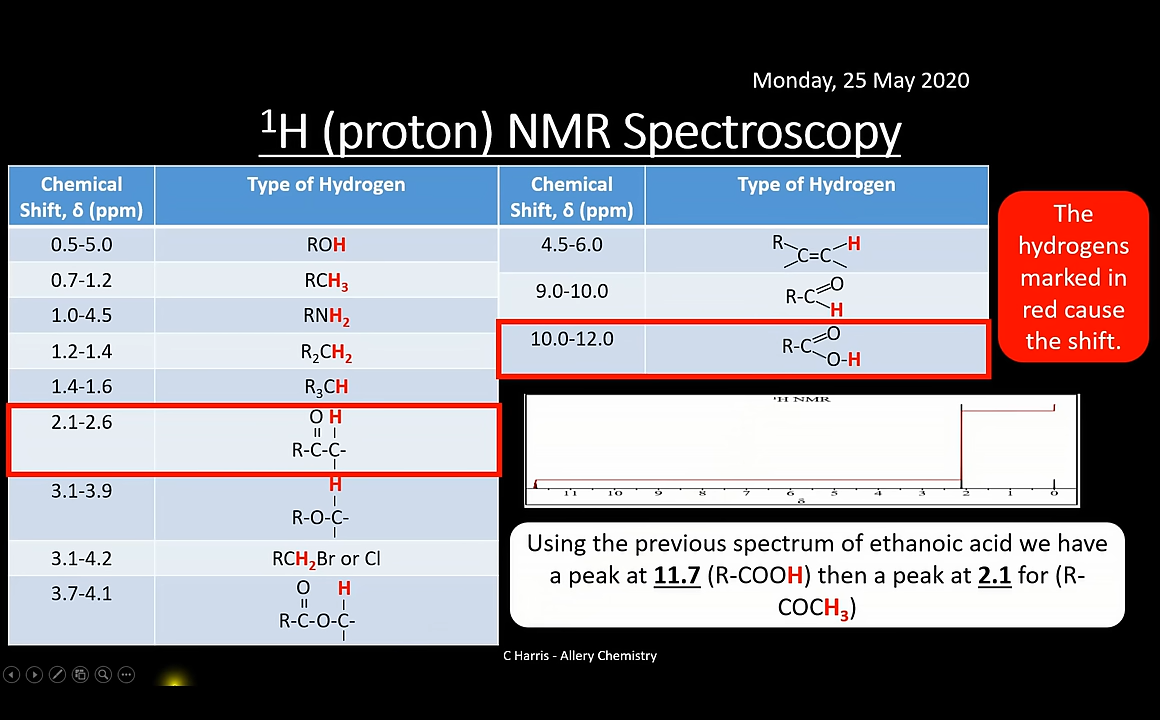 Monday, 25 May 2020
¹H (proton) NMR Spectroscopy
Chemical Shift, δ (ppm) Type of Hydrogen
0.5-5.0 ROH
0.7-1.2 RCH₃
1.0-4.5 RNH₂
1.2-1.4 R₂CH₂
1.4-1.6 R₃CH
2.1-2.6
O H
R-C-C-
3.1-3.9
H
R-O-C-
3.1-4.2 RCH₂Br or Cl
3.7-4.1
O H
R-C-O-C-
Chemical Shift, δ (ppm) Type of Hydrogen
4.5-6.0
R H
C=C
9.0-10.0
O
R-C
H
10.0-12.0
O
R-C
O-H
The
hydrogens
marked in
red cause
the shift.
¹H NMR
11 10 9 8 7 6 5 4 3 2 1 0
δ
Using the previous spectrum of ethanoic acid we have
a peak at 11.7 (R-COOH) then a peak at 2.1 for (R-
COCH₃)
C Harris - Allery Chemistry